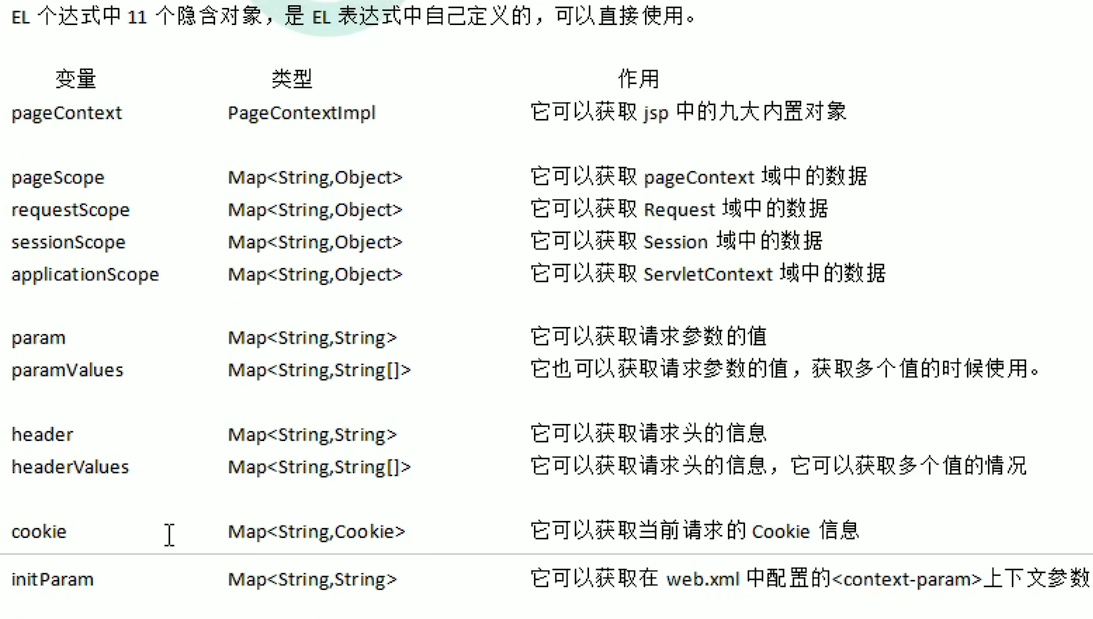 EL 个达式中 11 个隐含对象，是 EL 表达式中自己定义的，可以直接使用。
变量 类型 作用
pageContext PageContextImpl 它可以获取 jsp 中的九大内置对象
pageScope Map<String,Object> 它可以获取 pageContext 域中的数据
requestScope Map<String,Object> 它可以获取 Request 域中的数据
sessionScope Map<String,Object> 它可以获取 Session 域中的数据
applicationScope Map<String,Object> 它可以获取 ServletContext 域中的数据
param Map<String,String> 它可以获取请求参数的值
paramValues Map<String,String[]> 它也可以获取请求参数的值，获取多个值的时候使用。
header Map<String,String> 它可以获取请求头的信息
headerValues Map<String,String[]> 它可以获取请求头的信息，它可以获取多个值的情况
cookie Map<String,Cookie> 它可以获取当前请求的 Cookie 信息
initParam Map<String,String> 它可以获取在 web.xml 中配置的<context-param>上下文参数